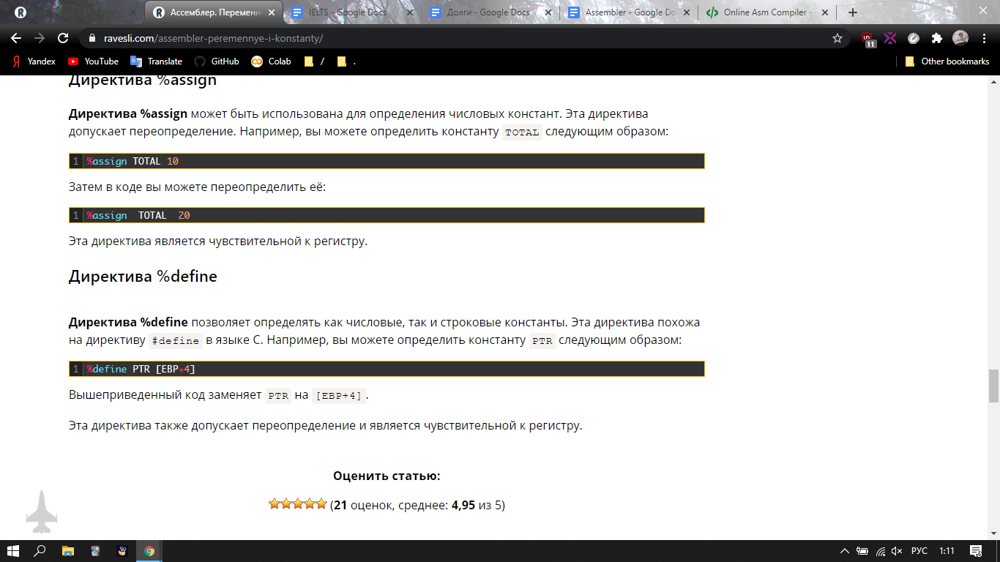 Ассемблер. Переменн
IELTS - Google Docs
Долги - Google Docs
Assembler - Google Do
Online Asm Compiler -
ravesli.com/assembler-peremennye-i-konstanty/
11
Yandex YouTube Translate GitHub Colab / . Other bookmarks
Директива %assign
Директива %assign может быть использована для определения числовых констант. Эта директива
допускает переопределение. Например, вы можете определить константу TOTAL следующим образом:
1 %assign TOTAL 10
Затем в коде вы можете переопределить её:
1 %assign  TOTAL  20
Эта директива является чувствительной к регистру.
Директива %define
Директива %define позволяет определять как числовые, так и строковые константы. Эта директива похожа
на директиву #define в языке C. Например, вы можете определить константу PTR следующим образом:
1 %define PTR [EBP+4]
Вышеприведенный код заменяет PTR на [EBP+4].
Эта директива также допускает переопределение и является чувствительной к регистру.
Оценить статью:
(21 оценок, среднее: 4,95 из 5)
РУС 1:11